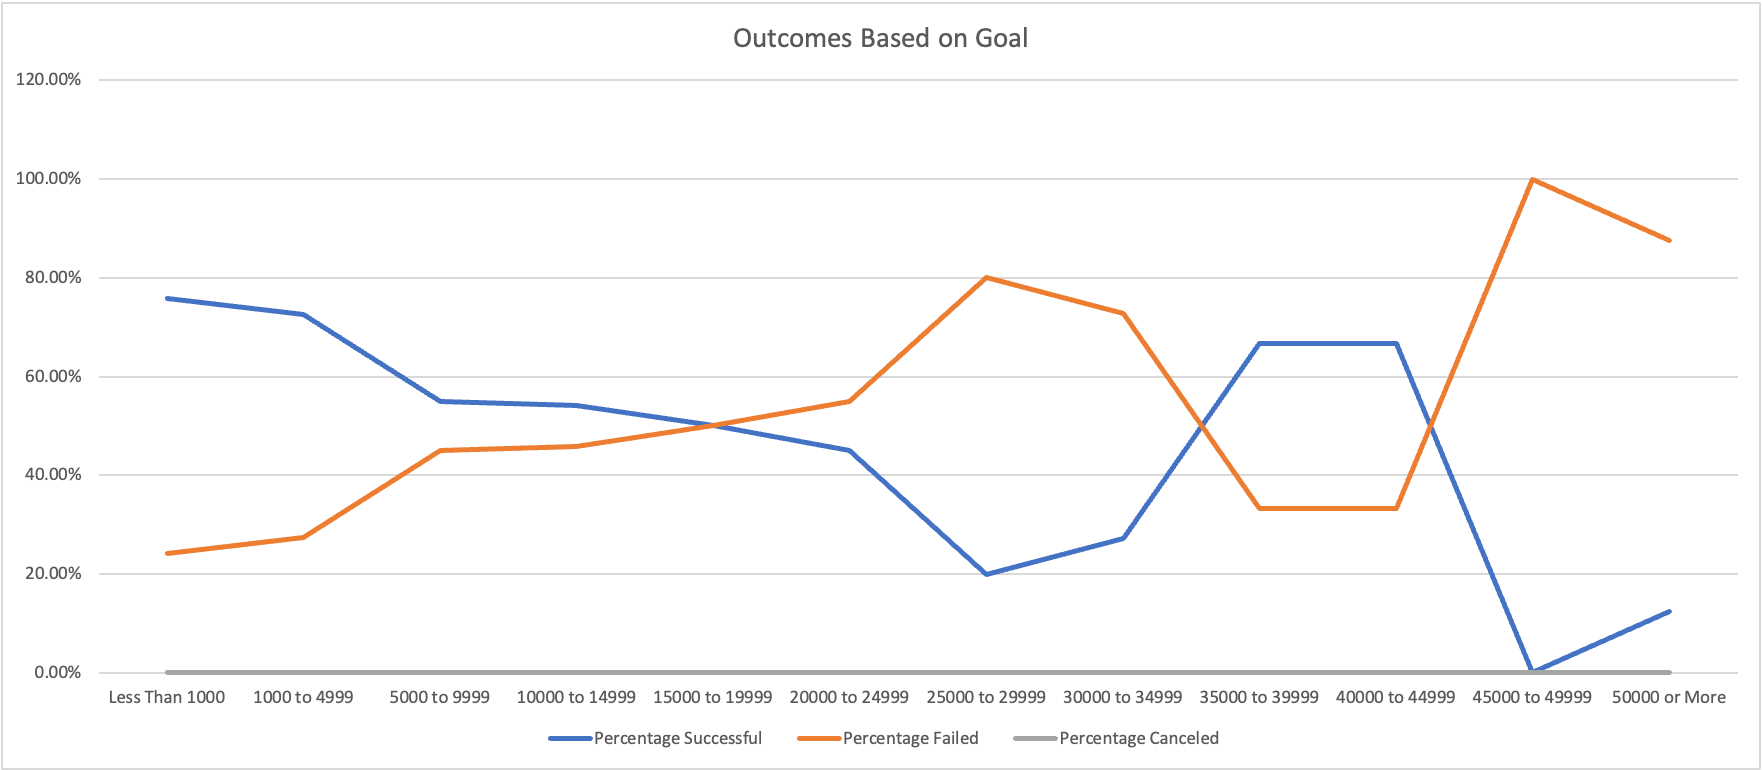 Outcomes Based on Goal
120.00%
100.00%
80.00%
60.00%
40.00%
20.00%
0.00%
Less Than 1000 1000 to 4999 5000 to 9999 10000 to 14999 15000 to 19999 20000 to 24999 25000 to 29999 30000 to 34999 35000 to 39999 40000 to 44999 45000 to 49999 50000 or More
Percentage Successful Percentage Failed Percentage Canceled